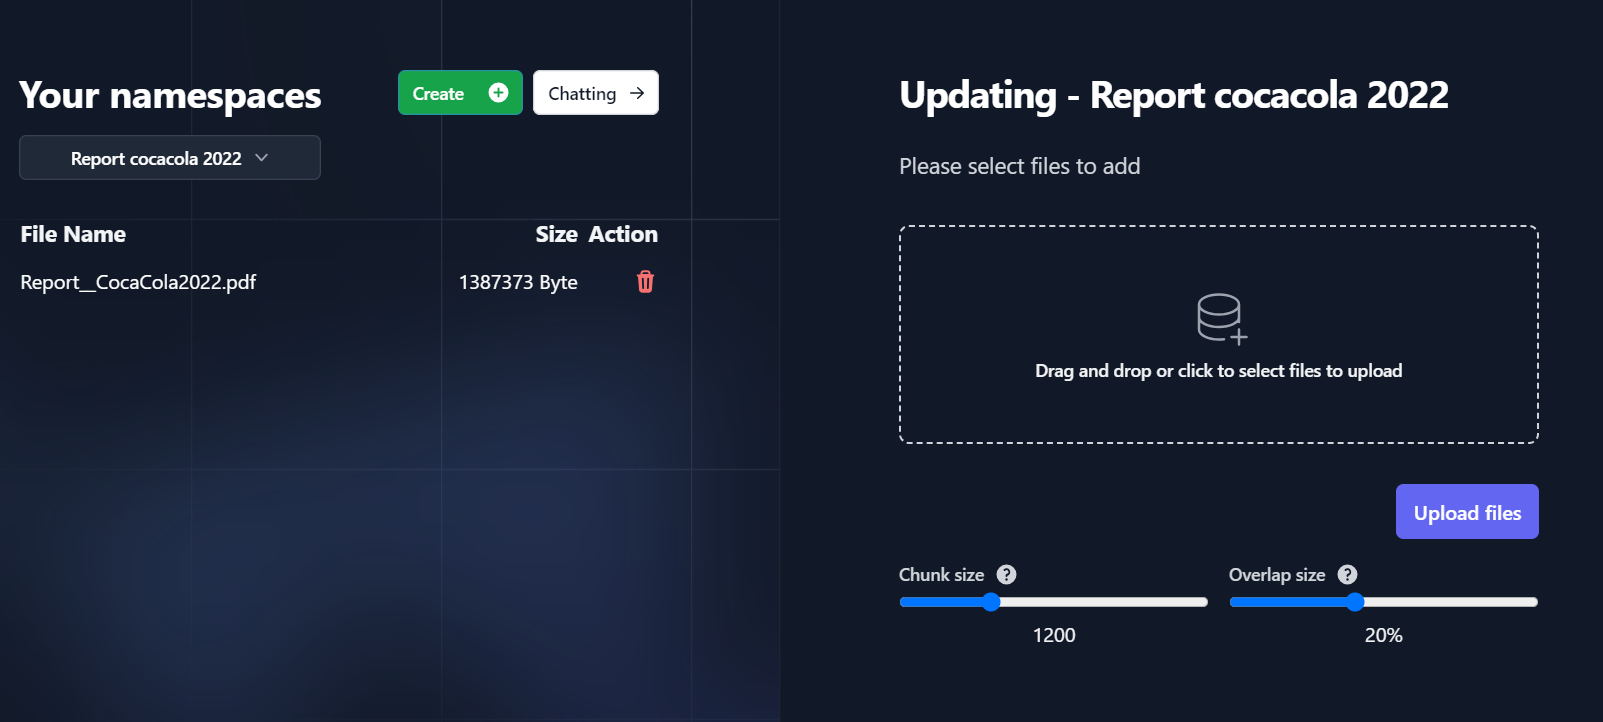 Your namespaces
Create
Chatting
Report cocacola 2022
File Name Size Action
Report__CocaCola2022.pdf 1387373 Byte
Updating - Report cocacola 2022
Please select files to add
Drag and drop or click to select files to upload
Upload files
Chunk size ?
1200
Overlap size ?
20%